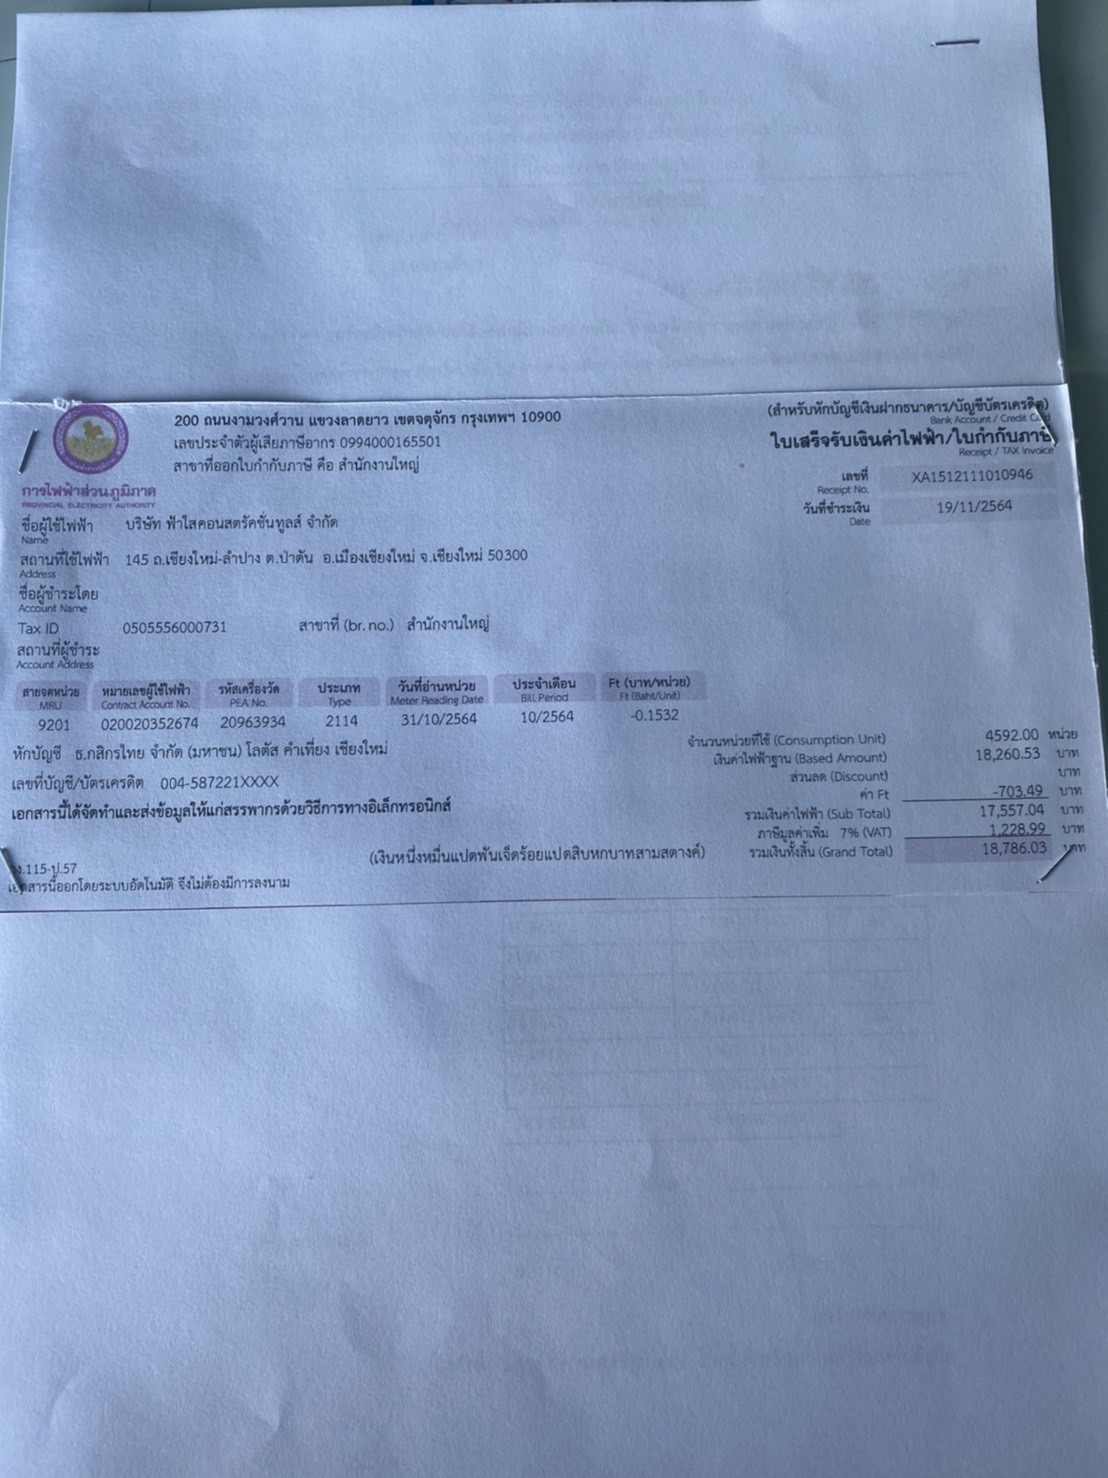 200 ถนนงามวงศ์วาน แขวงลาดยาว เขตจตุจักร กรุงเทพฯ 10900
เลขประจำตัวผู้เสียภาษีอากร 0994000165501
สาขาที่ออกใบกำกับภาษี คือ สำนักงานใหญ่
(สำหรับหักบัญชีเงินฝากธนาคาร/บัญชีบัตรเครดิต)
Bank Account / Credit Card
ใบเสร็จรับเงินค่าไฟฟ้า/ใบกำกับภาษี
Receipt / TAX Invoice
เลขที่ XA1512111010946
Receipt No.
วันที่ชำระเงิน 19/11/2564
Date
การไฟฟ้าส่วนภูมิภาค
PROVINCIAL ELECTRICITY AUTHORITY
ชื่อผู้ใช้ไฟฟ้า บริษัท ฟ้าใสคอนสตรัคชั่นทูลส์ จำกัด
Name
สถานที่ใช้ไฟฟ้า 145 ถ.เชียงใหม่-ลำปาง ต.ป่าตัน อ.เมืองเชียงใหม่ จ.เชียงใหม่ 50300
Address
ชื่อผู้ชำระโดย
Account Name
Tax ID 0505556000731 สาขาที่ (br. no.) สำนักงานใหญ่
สถานที่ผู้ชำระ
Account Address
สายจดหน่วย หมายเลขผู้ใช้ไฟฟ้า รหัสเครื่องวัด ประเภท วันที่อ่านหน่วย ประจำเดือน Ft (บาท/หน่วย)
MRU Contract Account No. PEA No. Type Meter Reading Date Bill Period Ft (Baht/Unit)
9201 020020352674 20963934 2114 31/10/2564 10/2564 -0.1532
หักบัญชี ธ.กสิกรไทย จำกัด (มหาชน) โลตัส คำเที่ยง เชียงใหม่
เลขที่บัญชี/บัตรเครดิต 004-587221XXXX
เอกสารนี้ได้จัดทำและส่งข้อมูลให้แก่สรรพากรด้วยวิธีการทางอิเล็กทรอนิกส์
จำนวนหน่วยที่ใช้ (Consumption Unit) 4592.00 หน่วย
เงินค่าไฟฟ้าฐาน (Based Amount) 18,260.53 บาท
ส่วนลด (Discount) บาท
ค่า Ft -703.49 บาท
รวมเงินค่าไฟฟ้า (Sub Total) 17,557.04 บาท
ภาษีมูลค่าเพิ่ม 7% (VAT) 1,228.99 บาท
รวมเงินทั้งสิ้น (Grand Total) 18,786.03 บาท
(เงินหนึ่งหมื่นแปดพันเจ็ดร้อยแปดสิบหกบาทสามสตางค์)
.115-ป.57
เอกสารนี้ออกโดยระบบอัตโนมัติ จึงไม่ต้องมีการลงนาม